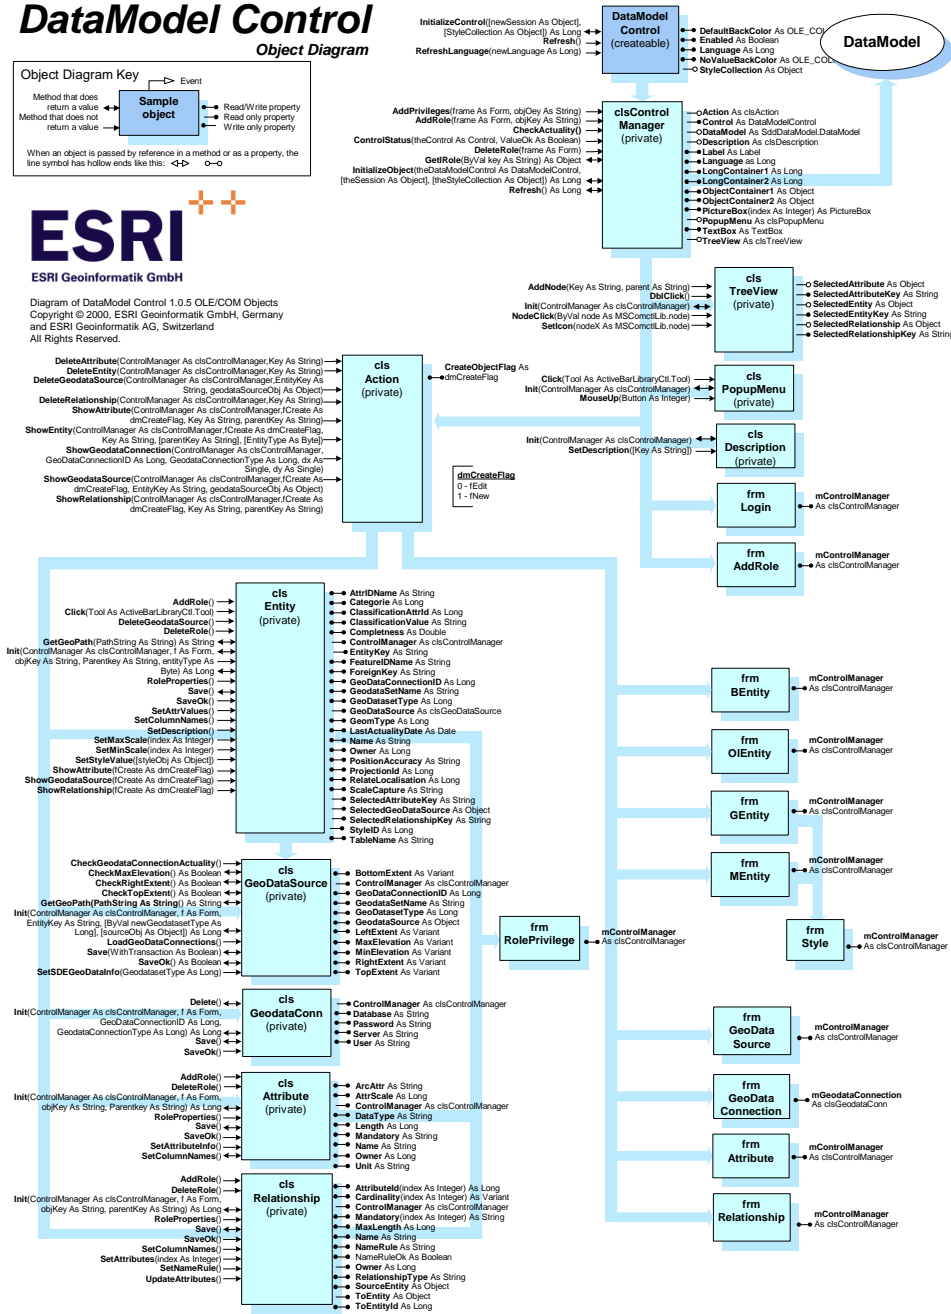 DataModel Control
Object Diagram
Object Diagram Key
Event
Method that does
return a value
Method that does not
return a value
Sample
object
Read/Write property
Read only property
Write only property
When an object is passed by reference in a method or as a property, the
line symbol has hollow ends like this:
ESRI
ESRI Geoinformatik GmbH
Diagram of DataModel Control 1.0.5 OLE/COM Objects
Copyright © 2000, ESRI Geoinformatik GmbH, Germany
and ESRI Geoinformatik AG, Switzerland
All Rights Reserved.
InitializeControl([newSession As Object],
[StyleCollection As Object]) As Long
Refresh()
RefreshLanguage(newLanguage As Long)
DataModel
Control
(createable)
DefaultBackColor As OLE_COL
Enabled As Boolean
Language As Long
NoValueBackColor As OLE_COL
StyleCollection As Object
DataModel
AddPrivileges(frame As Form, objOey As String)
AddRole(frame As Form, objKey As String)
CheckActuality()
ControlStatus(theControl As Control, ValueOk As Boolean)
DeleteRole(frame As Form)
GetlRole(ByVal key As String) As Object
InitializeObject(theDataModelControl As DataModelControl,
[theSession As Object], [theStyleCollection As Object]) As Long
Refresh() As Long
clsControl
Manager
(private)
Action As clsAction
Control As DataModelControl
DataModel As SddDataModel.DataModel
Description As clsDescription
Label As Label
Language as Long
LongContainer1 As Long
LongContainer2 As Long
ObjectContainer1 As Object
ObjectContainer2 As Object
PictureBox(index As Integer) As PictureBox
PopupMenu As clsPopupMenu
TextBox As TextBox
TreeView As clsTreeView
AddNode(Key As String, parent As String)
DblClick()
Init(ControlManager As clsControlManager)
NodeClick(ByVal node As MSComctlLib.node)
SetIcon(nodeX As MSComctlLib.node)
cls
TreeView
(private)
SelectedAttribute As Object
SelectedAttributeKey As String
SelectedEntity As Object
SelectedEntityKey As String
SelectedRelationship As Object
SelectedRelationshipKey As String
Click(Tool As ActiveBarLibraryCtl.Tool)
Init(ControlManager As clsControlManager)
MouseUp(Button As Integer)
cls
PopupMenu
(private)
Init(ControlManager As clsControlManager)
SetDescription([Key As String])
cls
Description
(private)
frm
Login
mControlManager
As clsControlManager
frm
AddRole
mControlManager
As clsControlManager
DeleteAttribute(ControlManager As clsControlManager,Key As String)
DeleteEntity(ControlManager As clsControlManager,Key As String)
DeleteGeodataSource(ControlManager As clsControlManager,EntityKey As
String, geodataSourceObj As Object)
DeleteRelationship(ControlManager As clsControlManager,Key As String)
ShowAttribute(ControlManager As clsControlManager,fCreate As
dmCreateFlag, Key As String, parentKey As String)
ShowEntity(ControlManager As clsControlManager,fCreate As dmCreateFlag,
Key As String, [parentKey As String], [EntityType As Byte])
ShowGeodataConnection(ControlManager As clsControlManager,
GeoDataConnectionID As Long, GeodataConnectionType As Long, dx As
Single, dy As Single)
ShowGeodataSource(ControlManager As clsControlManager,fCreate As
dmCreateFlag, EntityKey As String, geodataSourceObj As Object)
ShowRelationship(ControlManager As clsControlManager,fCreate As
dmCreateFlag, Key As String, parentKey As String)
cls
Action
(private)
CreateObjectFlag As
dmCreateFlag
dmCreateFlag
0 - fEdit
1 - fNew
AddRole()
Click(Tool As ActiveBarLibraryCtl.Tool)
DeleteGeodataSource()
DeleteRole()
GetGeoPath(PathString As String) As String
Init(ControlManager As clsControlManager, f As Form,
objKey As String, Parentkey As String, entityType As
Byte) As Long
RoleProperties()
Save()
SaveOk()
SetAttrValues()
SetColumnNames()
SetDescription()
SetMaxScale(index As Integer)
SetMinScale(index As Integer)
SetStyleValue([styleObj As Object])
ShowAttribute(fCreate As dmCreateFlag)
ShowGeodataSource(fCreate As dmCreateFlag)
ShowRelationship(fCreate As dmCreateFlag)
cls
Entity
(private)
AttrIDName As String
Categorie As Long
ClassificationAttrId As Long
ClassificationValue As String
Completness As Double
ControlManager As clsControlManager
EntityKey As String
FeatureIDName As String
ForeignKey As String
GeoDataConnectionID As Long
GeodataSetName As String
GeoDatasetType As Long
GeoDataSource As clsGeoDataSource
GeomType As Long
LastActualityDate As Date
Name As String
Owner As Long
PositionAccuracy As String
ProjectionId As Long
RelateLocalisation As Long
ScaleCapture As String
SelectedAttributeKey As String
SelectedGeoDataSource As Object
SelectedRelationshipKey As String
StyleID As Long
TableName As String
CheckGeodataConnectionActuality()
CheckMaxElevation() As Boolean
CheckRightExtent() As Boolean
CheckTopExtent() As Boolean
GetGeoPath(PathString As String() As String
Init(ControlManager As clsControlManager, f As Form,
EntityKey As String, [ByVal newGeodatasetType As
Long], [sourceObj As Object]) As Long
LoadGeoDataConnections()
Save(WithTransaction As Boolean)
SaveOk() As Boolean
SetSDEGeoDataInfo(GeodatasetType As Long)
cls
GeoDataSource
(private)
BottomExtent As Variant
ControlManager As clsControlManager
GeoDataConnectionID As Long
GeodataSetName As String
GeoDatasetType As Long
GeodataSource As Object
LeftExtent As Variant
MaxElevation As Variant
MinElevation As Variant
RightExtent As Variant
TopExtent As Variant
frm
RolePrivilege
mControlManager
As clsControlManager
Delete()
Init(ControlManager As clsControlManager, f As Form,
GeoDataConnectionID As Long,
GeodataConnectionType As Long) As Long
Save()
SaveOk()
cls
GeodataConn
(private)
ControlManager As clsControlManager
Database As String
Password As String
Server As String
User As String
AddRole()
DeleteRole()
Init(ControlManager As clsControlManager, f As Form,
objKey As String, Parentkey As String) As Long
RoleProperties()
Save()
SaveOk()
SetAttributeInfo()
SetColumnNames()
cls
Attribute
(private)
ArcAttr As String
AttrScale As Long
ControlManager As clsControlManager
DataType As String
Length As Long
Mandatory As String
Name As String
Owner As Long
Unit As String
AddRole()
DeleteRole()
Init(ControlManager As clsControlManager, f As Form,
objKey As String, parentKey As String) As Long
RoleProperties()
Save()
SaveOk()
SetColumnNames()
SetAttributes(index As Integer)
SetNameRule()
UpdateAttributes()
cls
Relationship
(private)
AttributeId(index As Integer) As Long
Cardinality(index As Integer) As Variant
ControlManager As clsControlManager
Mandatory(index As Integer) As String
MaxLength As Long
Name As String
NameRule As String
NameRuleOk As Boolean
Owner As Long
RelationshipType As String
SourceEntity As Object
ToEntity As Object
ToEntityId As Long
frm
BEntity
mControlManager
As clsControlManager
frm
OIEntity
mControlManager
As clsControlManager
frm
GEntity
mControlManager
As clsControlManager
frm
MEntity
mControlManager
As clsControlManager
frm
Style
mControlManager
As clsControlManager
frm
GeoData
Source
mControlManager
As clsControlManager
frm
GeoData
Connection
mGeodataConnection
As clsGeodataConn
frm
Attribute
mControlManager
As clsControlManager
frm
Relationship
mControlManager
As clsControlManager